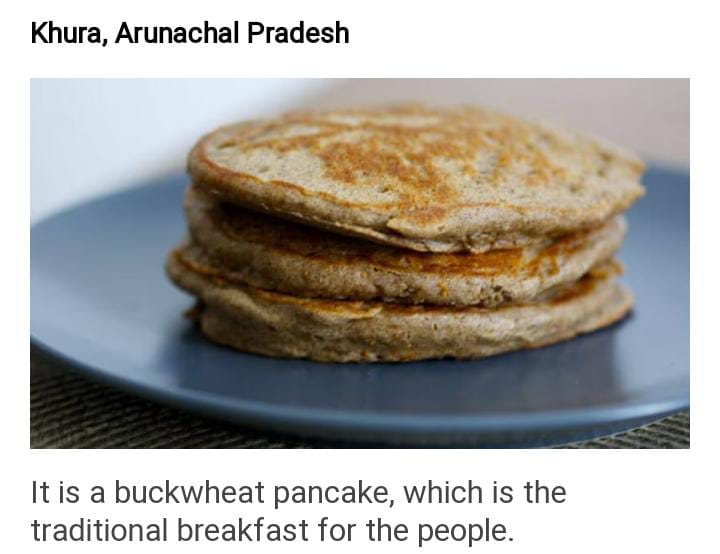 Khura, Arunachal Pradesh
It is a buckwheat pancake, which is the
traditional breakfast for the people.